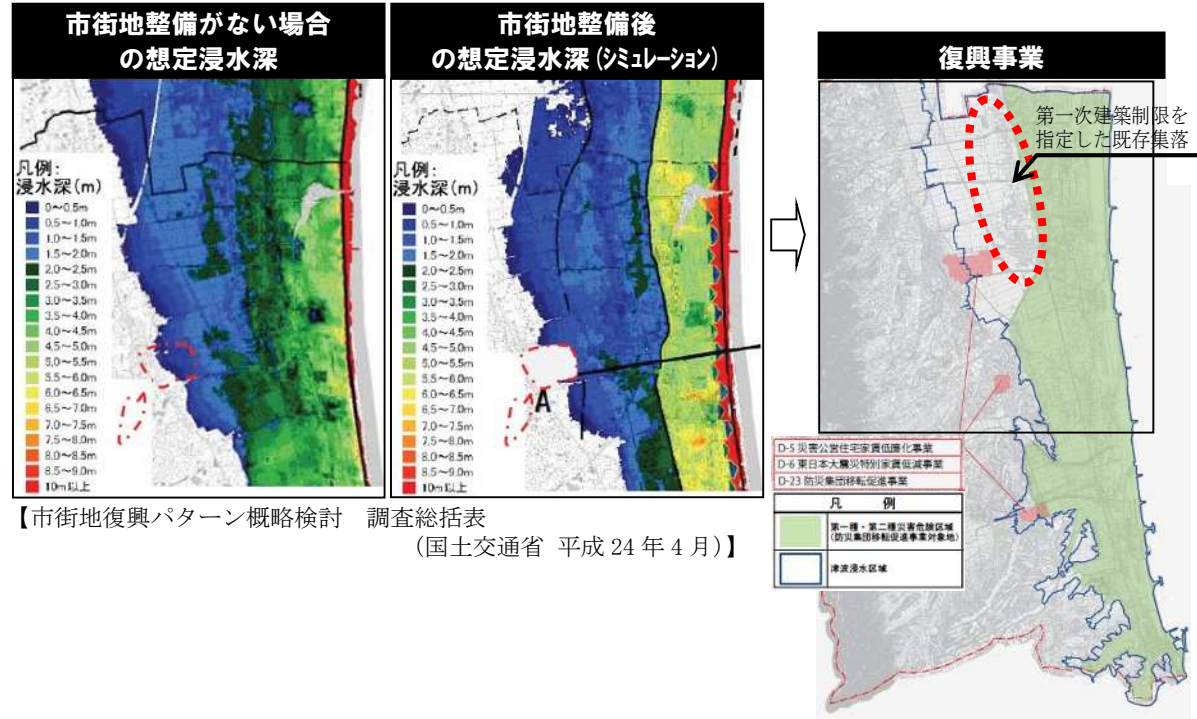 市街地整備がない場合
の想定浸水深
市街地整備後
の想定浸水深(シミュレーション)
復興事業
凡例:
浸水深(m)
0～0.5m
0.5～1.0m
1.0～1.5m
1.5～2.0m
2.0～2.5m
2.5～3.0m
3.0～3.5m
3.5～4.0m
4.0～4.5m
4.5～5.0m
5.0～5.5m
5.5～6.0m
6.0～6.5m
6.5～7.0m
7.0～7.5m
7.5～8.0m
8.0～8.5m
8.5～9.0m
10m以上
凡例:
浸水深(m)
0～0.5m
0.5～1.0m
1.0～1.5m
1.5～2.0m
2.0～2.5m
2.5～3.0m
3.0～3.5m
3.5～4.0m
4.0～4.5m
4.5～5.0m
5.0～5.5m
5.5～6.0m
6.0～6.5m
6.5～7.0m
7.0～7.5m
7.5～8.0m
8.0～8.5m
8.5～9.0m
10m以上
A
第一次建築制限を
指定した既存集落
D-5 災害公営住宅家賃低廉化事業
D-6 東日本大震災特別家賃低減事業
D-23 防災集団移転促進事業
凡 例
第一種・第二種災害危険区域
(防災集団移転促進事業対象地)
津波浸水区域
【市街地復興パターン概略検討 調査総括表
(国土交通省 平成24年4月)】